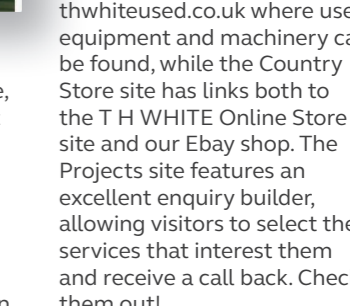 thwhiteused.co.uk where use
equipment and machinery ca
be found, while the Country
Store site has links both to
the T H WHITE Online Store
site and our Ebay shop. The
Projects site features an
excellent enquiry builder,
allowing visitors to select the
services that interest them
and receive a call back. Chec
them out!